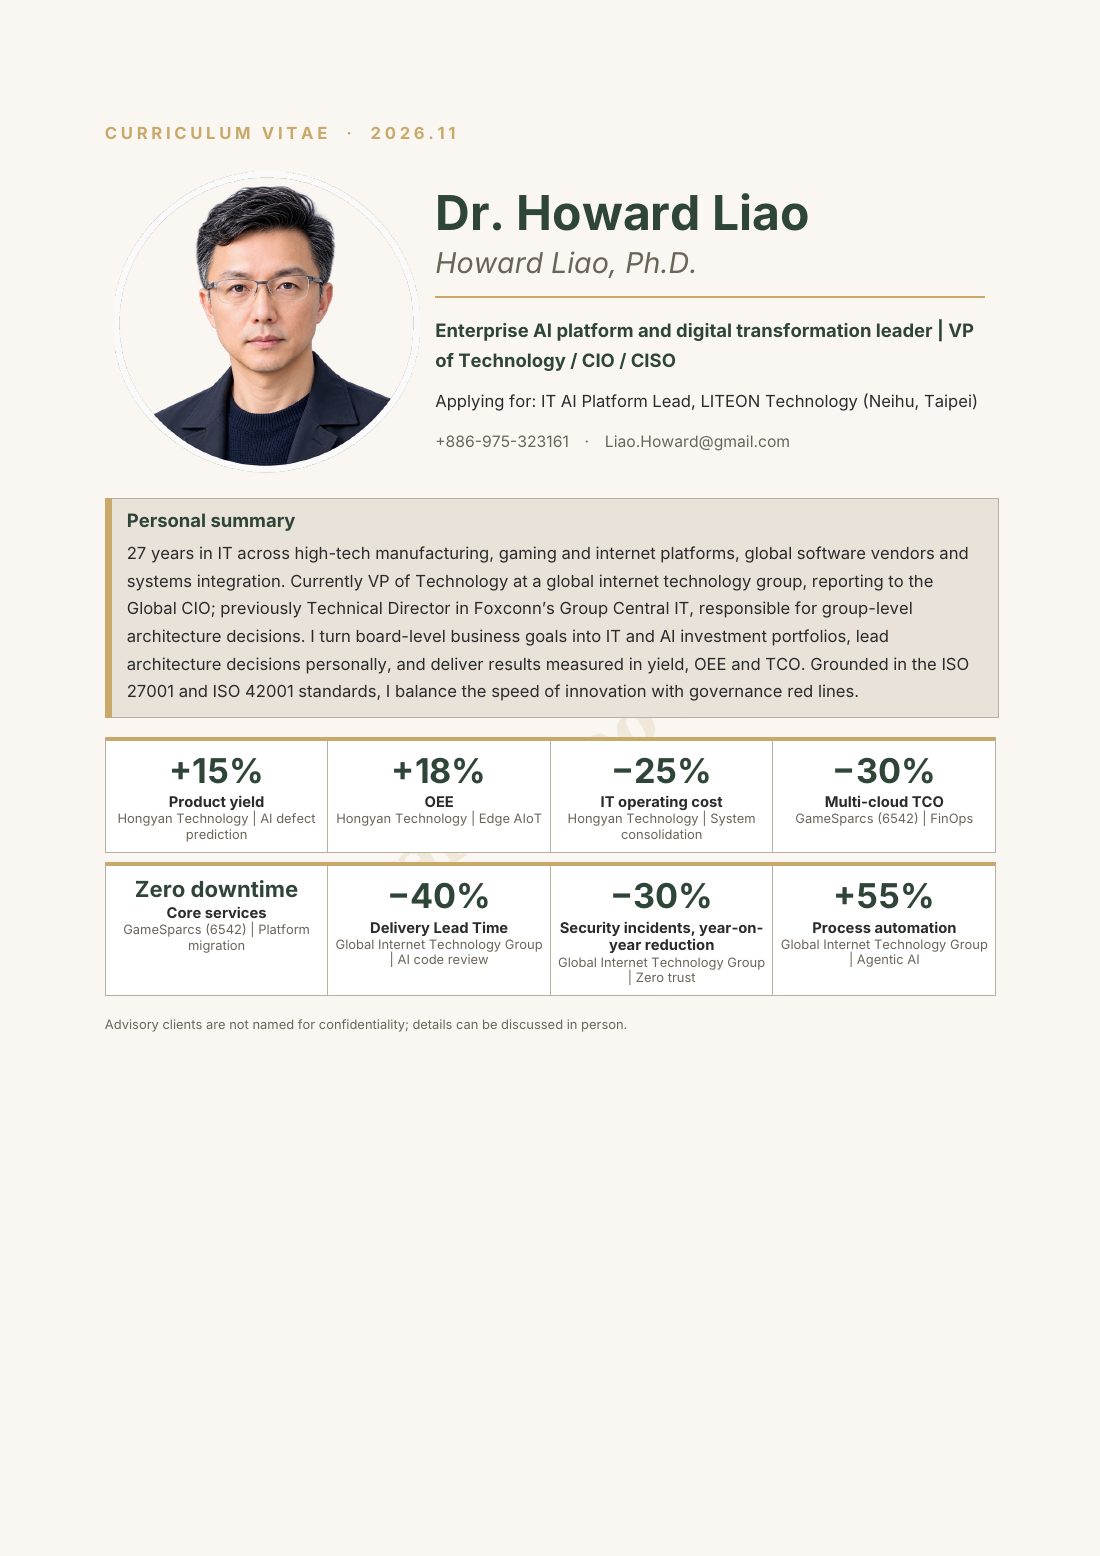 CURRICULUM VITAE · 2026.11
Dr. Howard Liao
Howard Liao, Ph.D.
Enterprise AI platform and digital transformation leader | VP
of Technology / CIO / CISO
Applying for: IT AI Platform Lead, LITEON Technology (Neihu, Taipei)
+886-975-323161 · Liao.Howard@gmail.com
Personal summary
27 years in IT across high-tech manufacturing, gaming and internet platforms, global software vendors and
systems integration. Currently VP of Technology at a global internet technology group, reporting to the
Global CIO; previously Technical Director in Foxconn’s Group Central IT, responsible for group-level
architecture decisions. I turn board-level business goals into IT and AI investment portfolios, lead
architecture decisions personally, and deliver results measured in yield, OEE and TCO. Grounded in the ISO
27001 and ISO 42001 standards, I balance the speed of innovation with governance red lines.
+15%
Product yield
Hongyan Technology | AI defect
prediction
+18%
OEE
Hongyan Technology | Edge AIoT
−25%
IT operating cost
Hongyan Technology | System
consolidation
−30%
Multi-cloud TCO
GameSparcs (6542) | FinOps
Zero downtime
Core services
GameSparcs (6542) | Platform
migration
−40%
Delivery Lead Time
Global Internet Technology Group
| AI code review
−30%
Security incidents, year-on-
year reduction
Global Internet Technology Group
| Zero trust
+55%
Process automation
Global Internet Technology Group
| Agentic AI
Advisory clients are not named for confidentiality; details can be discussed in person.